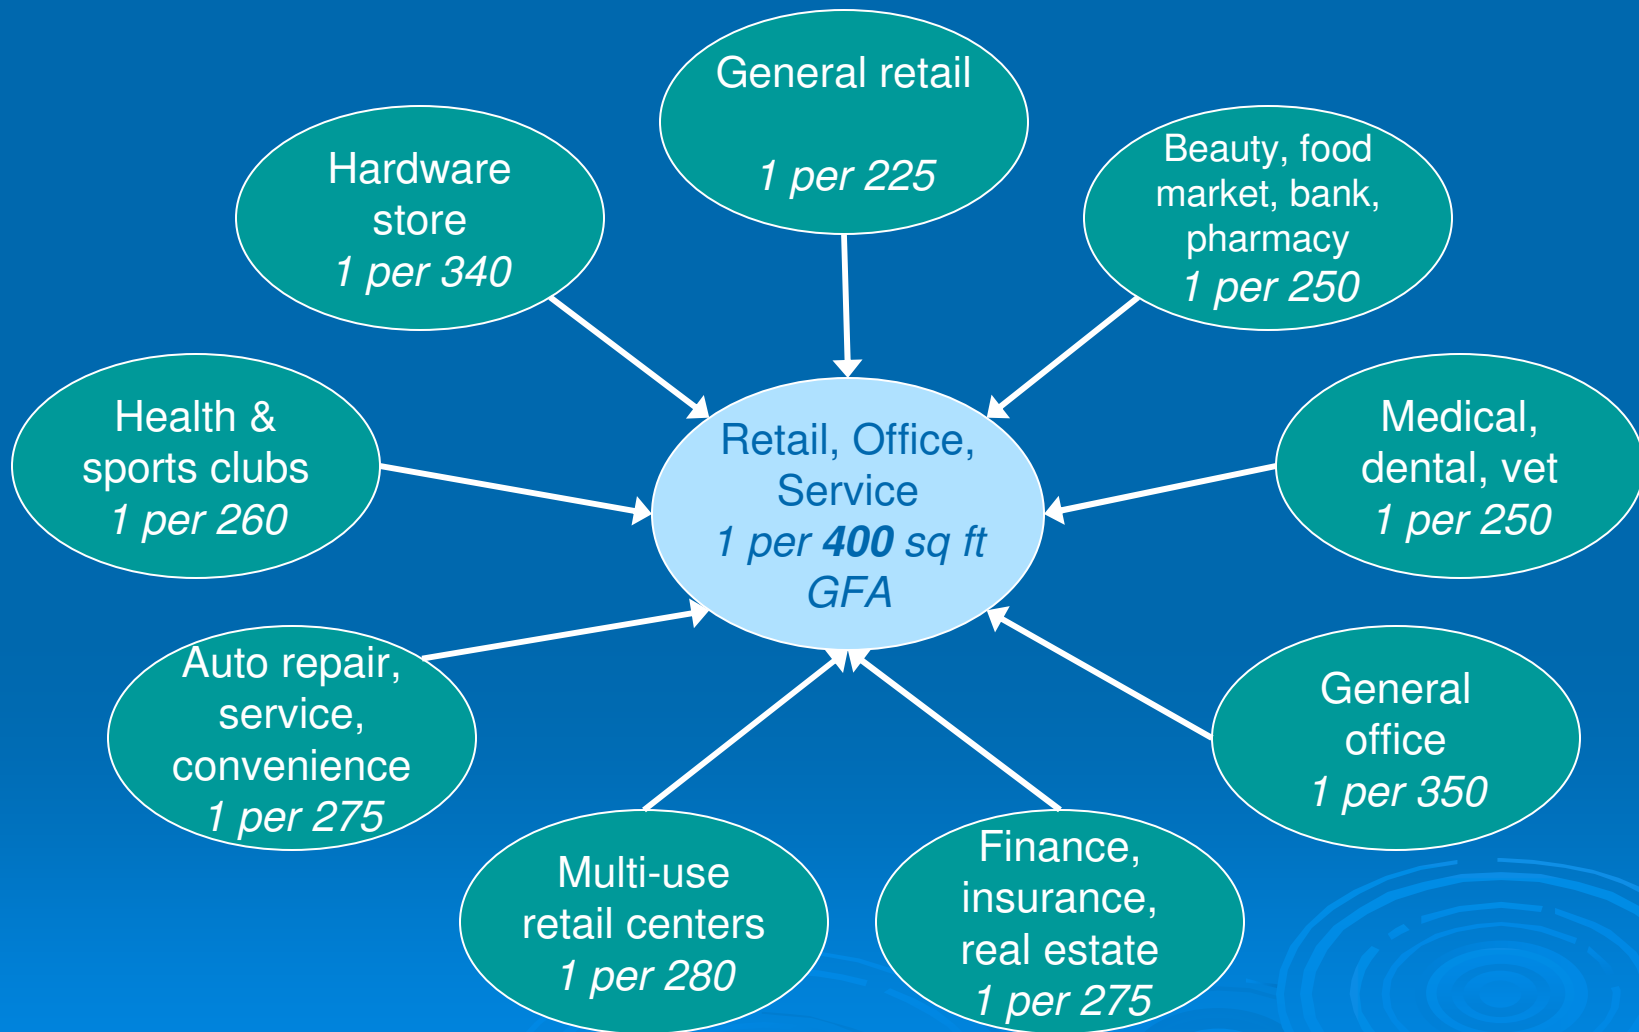 General retail
1 per 225
Hardware
store
1 per 340
Beauty, food
market, bank,
pharmacy
1 per 250
Health &
sports clubs
1 per 260
Retail, Office,
Service
1 per 400 sq ft
GFA
Medical,
dental, vet
1 per 250
Auto repair,
service,
convenience
1 per 275
General
office
1 per 350
Multi-use
retail centers
1 per 280
Finance,
insurance,
real estate
1 per 275